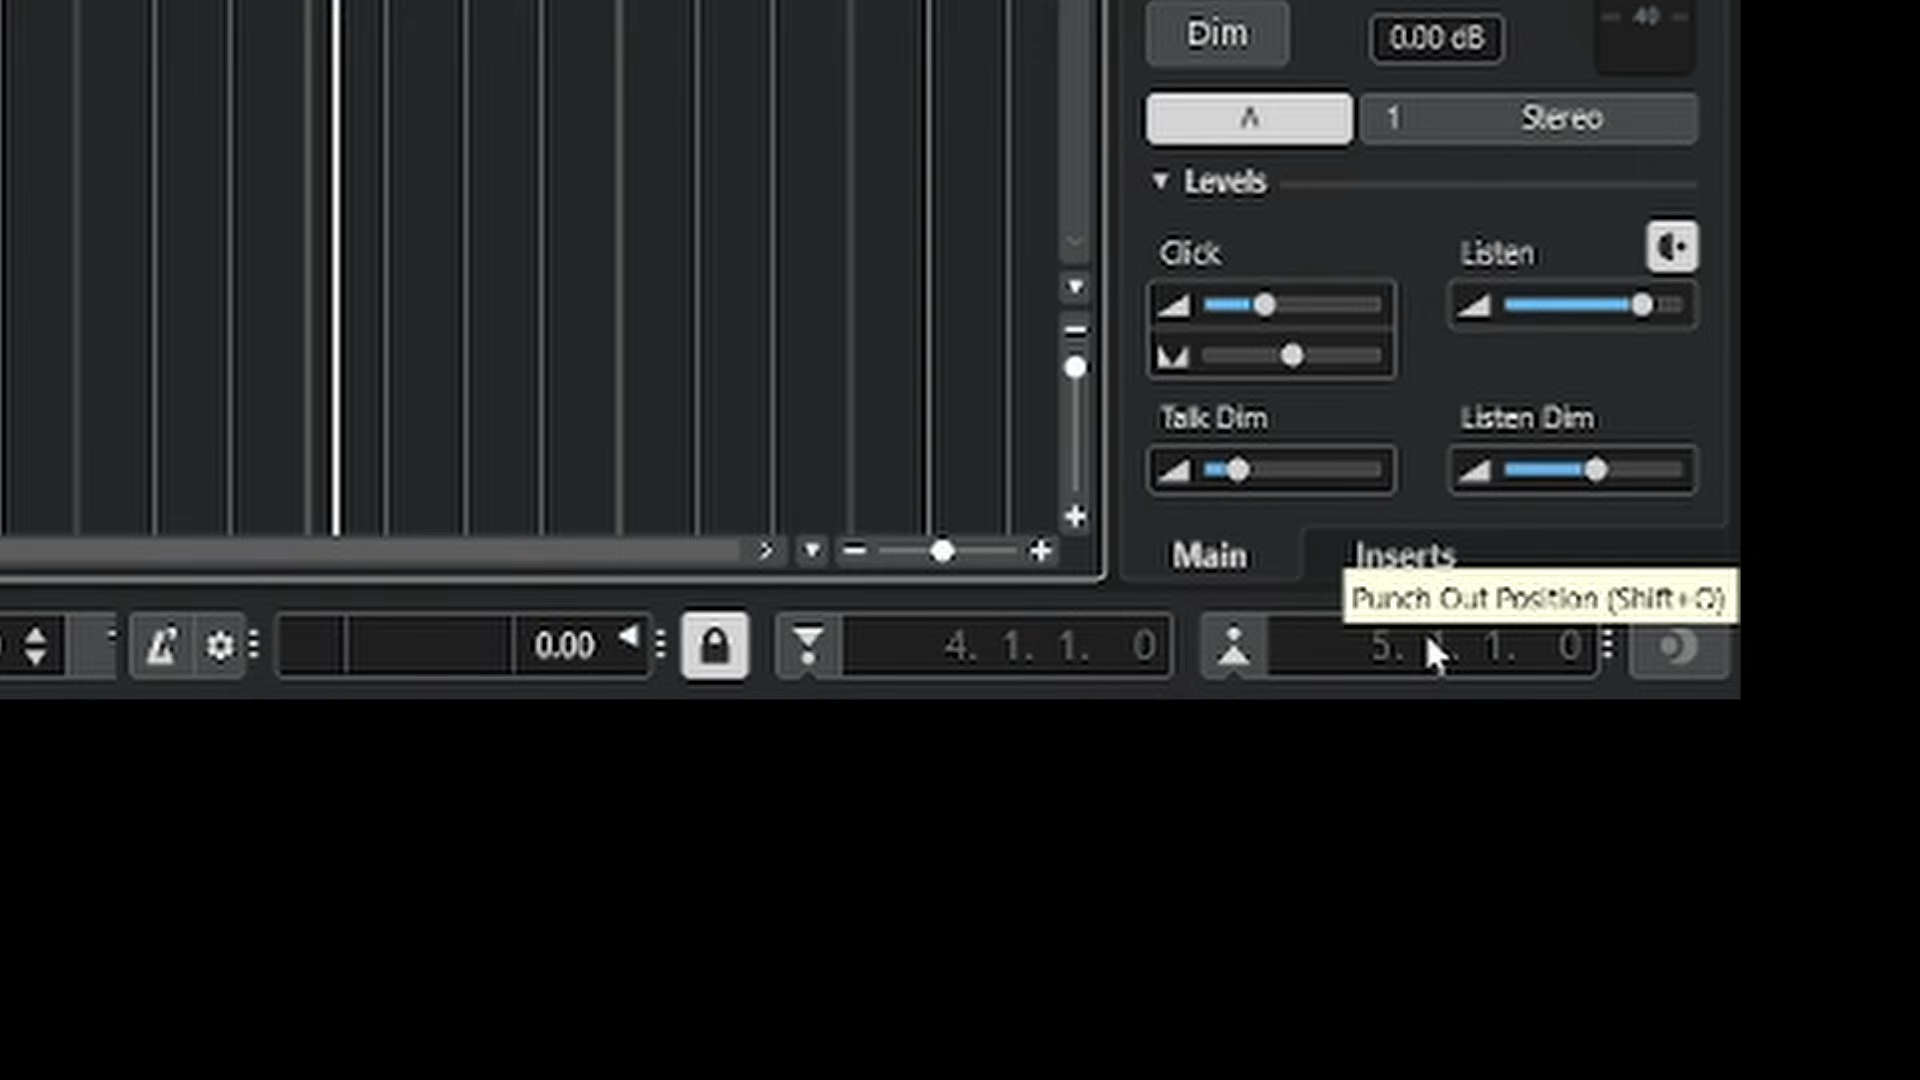 Dim 0.00 dB 40
Λ 1 Stereo
Levels
Click Listen
Talk Dim Listen Dim
Main Inserts
Punch Out Position (Shift+O)
0.00 4. 1. 1. 0 5. 1. 0